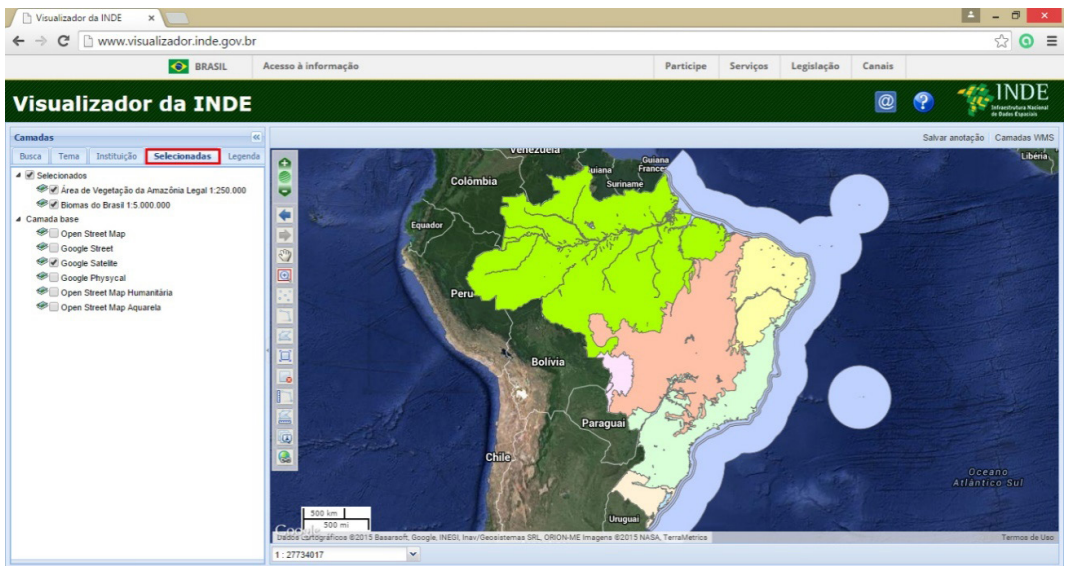 Visualizador da INDE
www.visualizador.inde.gov.br
BRASIL Acesso à informação Participe Serviços Legislação Canais
Visualizador da INDE
INDE
Infraestrutura Nacional
de Dados Espaciais
Camadas
Salvar anotação Camadas WMS
Busca Tema Instituição Selecionadas Legenda
Selecionados
Área de Vegetação da Amazônia Legal 1:250.000
Biomas do Brasil 1:5.000.000
Camada base
Open Street Map
Google Street
Google Satelite
Google Physycal
Open Street Map Humanitária
Open Street Map Aquarela
Venezuela
Guiana
Suriname
Guiana
Libéria
Colômbia
Equador
Peru
Bolívia
Paraguai
Chile
Uruguai
Oceano
Atlântico Sul
500 km
500 mi
Google
Dados cartográficos ©2015 Basarsoft, Google, INEGI, Inav/Geosistemas SRL, ORION-ME Imagens ©2015 NASA, TerraMetrics
Termos de Uso
1 : 27734017